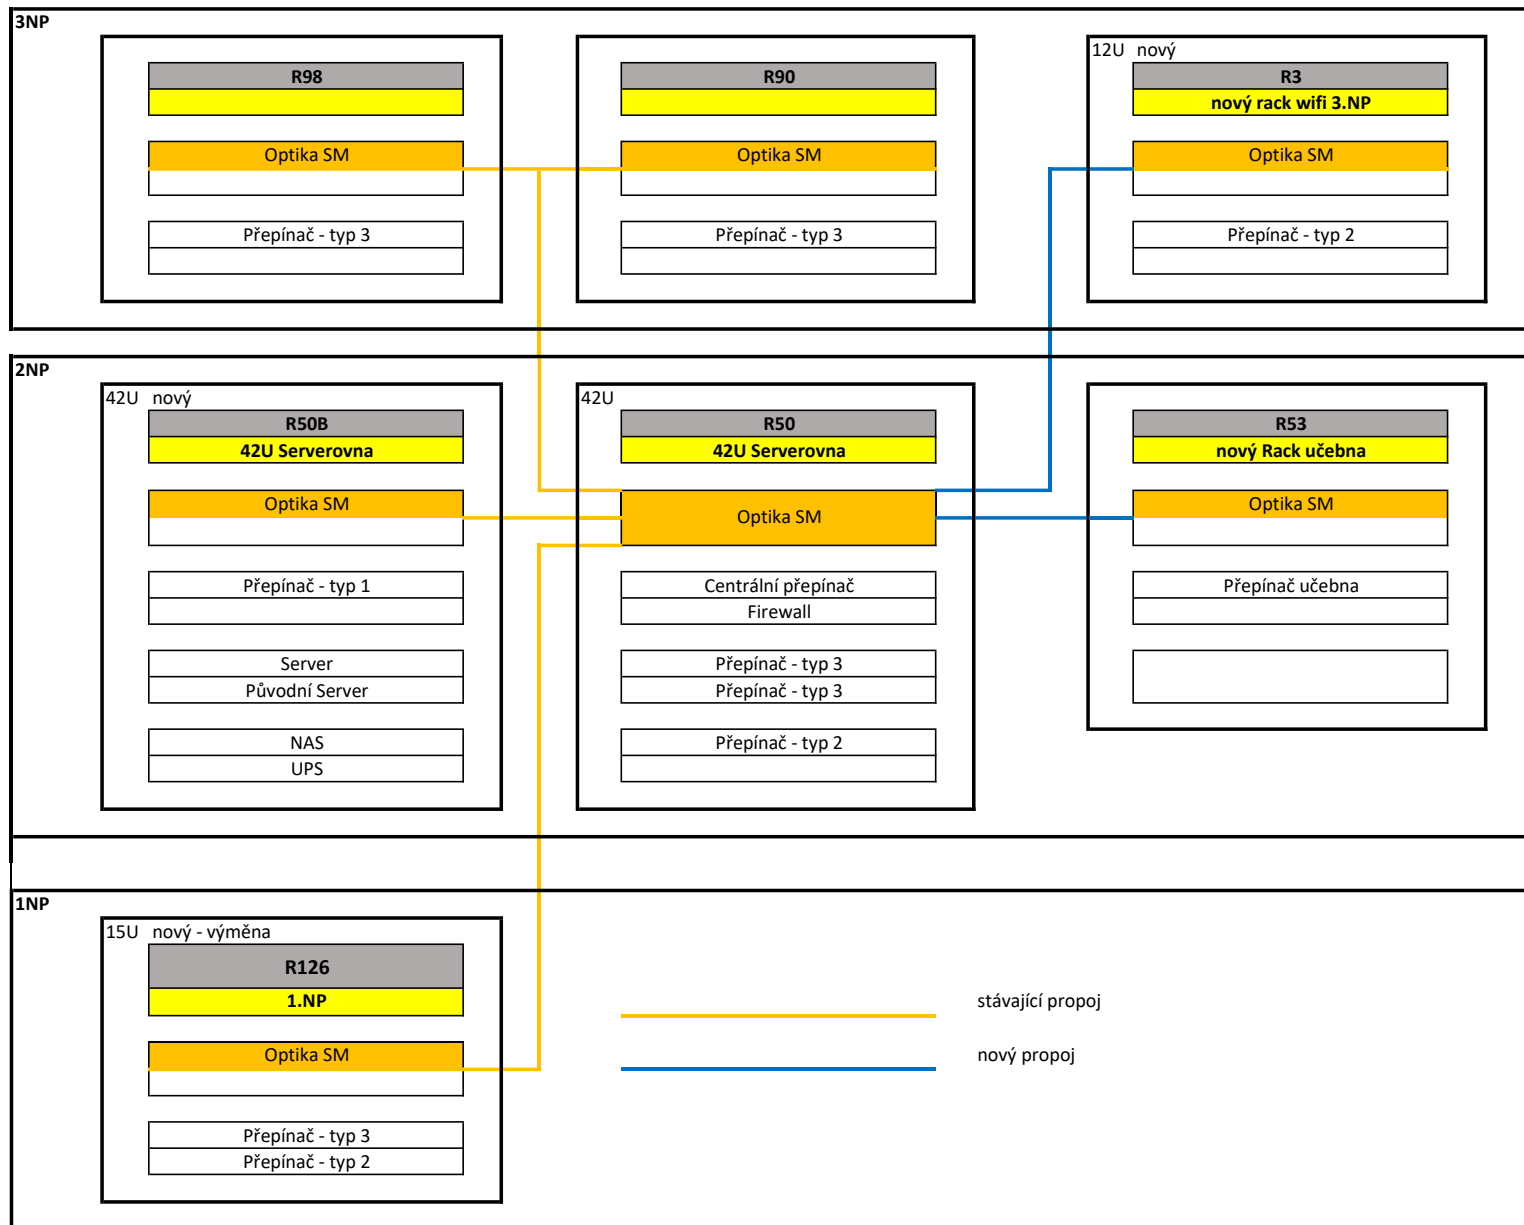 3NP
R98
Optika SM
Přepínač - typ 3
R90
Optika SM
Přepínač - typ 3
12U nový
R3
nový rack wifi 3.NP
Optika SM
Přepínač - typ 2
2NP
42U nový
R50B
42U Serverovna
Optika SM
Přepínač - typ 1
Server
Původní Server
NAS
UPS
42U
R50
42U Serverovna
Optika SM
Centrální přepínač
Firewall
Přepínač - typ 3
Přepínač - typ 3
Přepínač - typ 2
R53
nový Rack učebna
Optika SM
Přepínač učebna
1NP
15U nový - výměna
R126
1.NP
Optika SM
Přepínač - typ 3
Přepínač - typ 2
stávající propoj
nový propoj